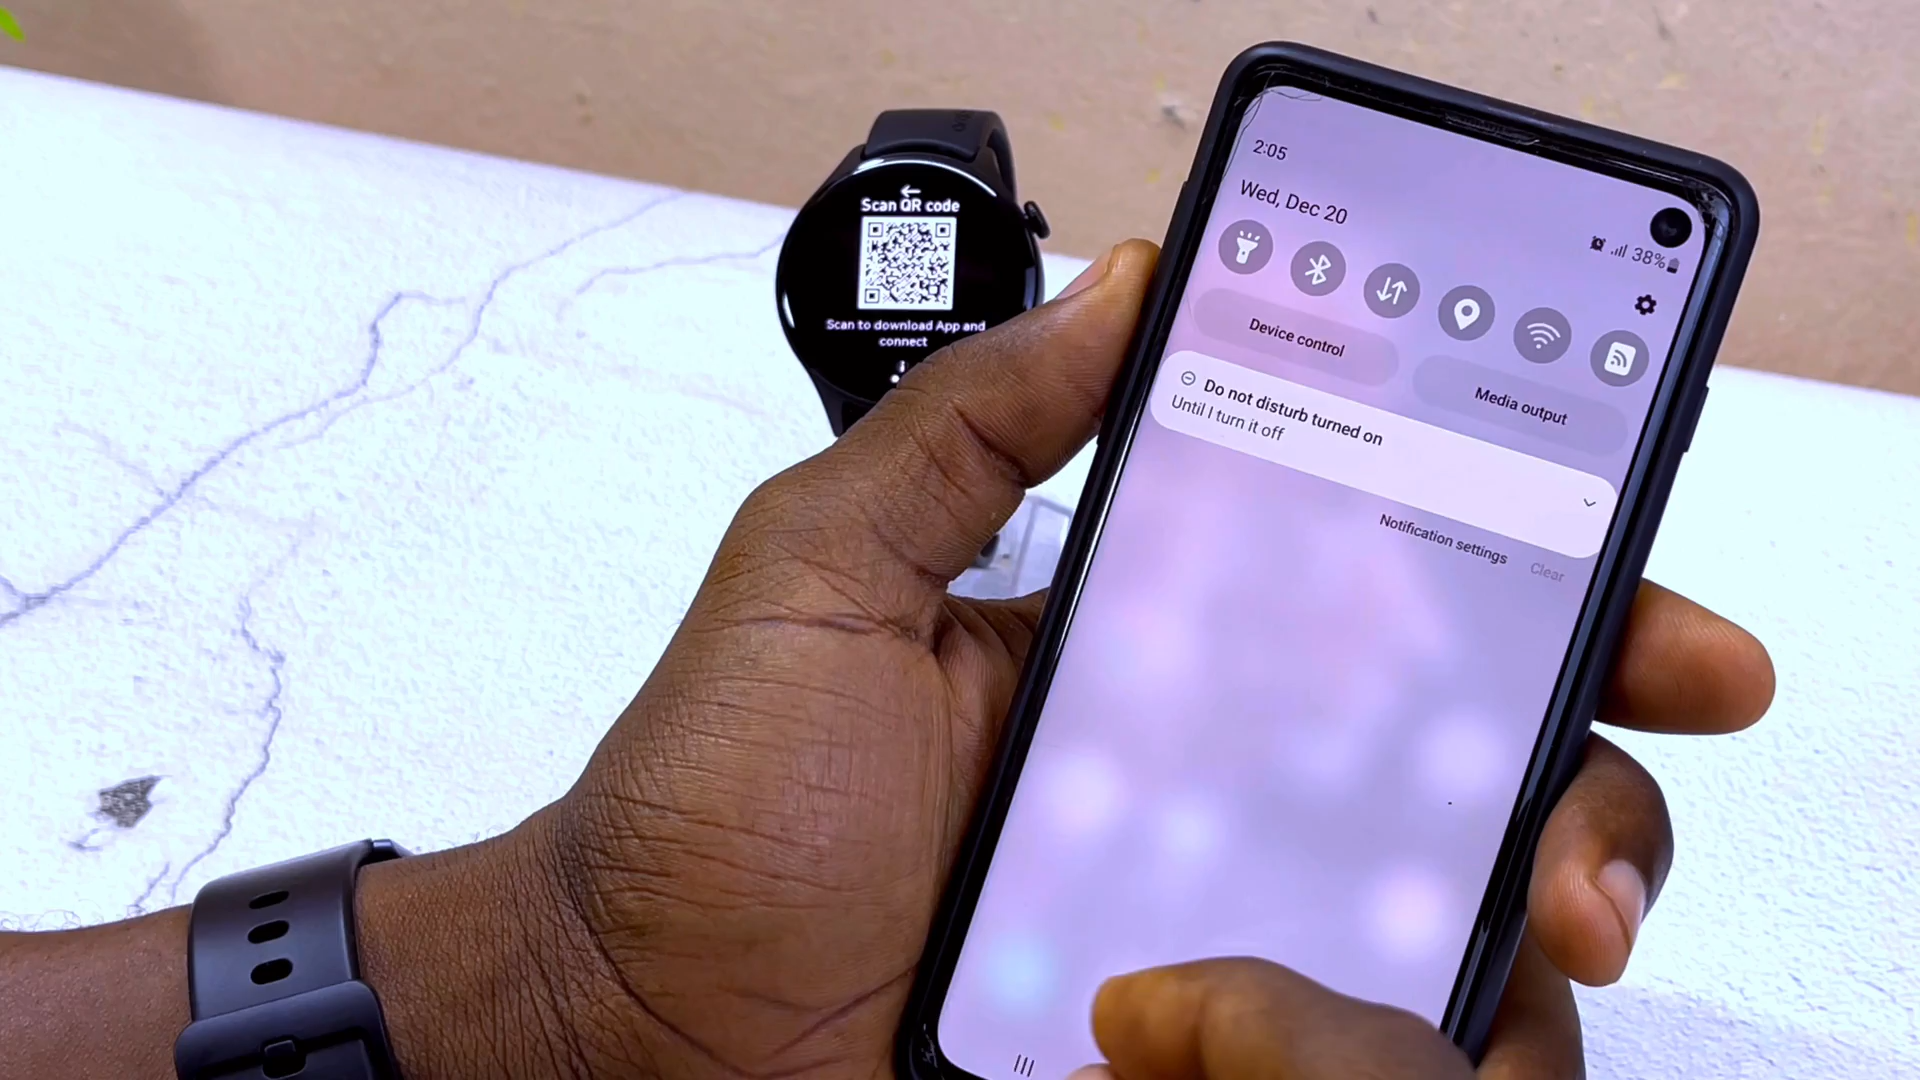 Scan QR code
Scan to download App and
connect
2:05
38%
Wed, Dec 20
Device control
Media output
Do not disturb turned on
Until I turn it off
Notification settings
Clear